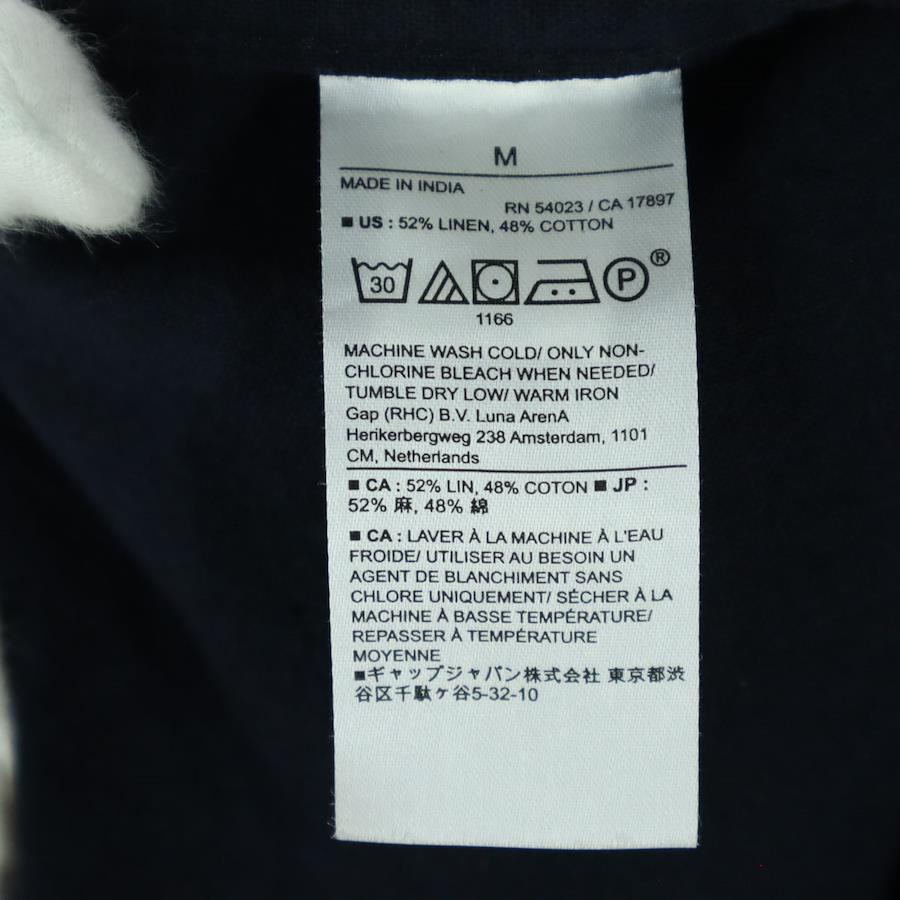 M
MADE IN INDIA
RN 54023 / CA 17897
■ US : 52% LINEN, 48% COTTON
30 P ®
1166
MACHINE WASH COLD/ ONLY NON-
CHLORINE BLEACH WHEN NEEDED/
TUMBLE DRY LOW/ WARM IRON
Gap (RHC) B.V. Luna ArenA
Herikerbergweg 238 Amsterdam, 1101
CM, Netherlands
■ CA : 52% LIN, 48% COTON ■ JP :
52% 麻, 48% 綿
■ CA : LAVER À LA MACHINE À L'EAU
FROIDE/ UTILISER AU BESOIN UN
AGENT DE BLANCHIMENT SANS
CHLORE UNIQUEMENT/ SÉCHER À LA
MACHINE À BASSE TEMPÉRATURE/
REPASSER À TEMPÉRATURE
MOYENNE
■ギャップジャパン株式会社 東京都渋
谷区千駄ヶ谷5-32-10